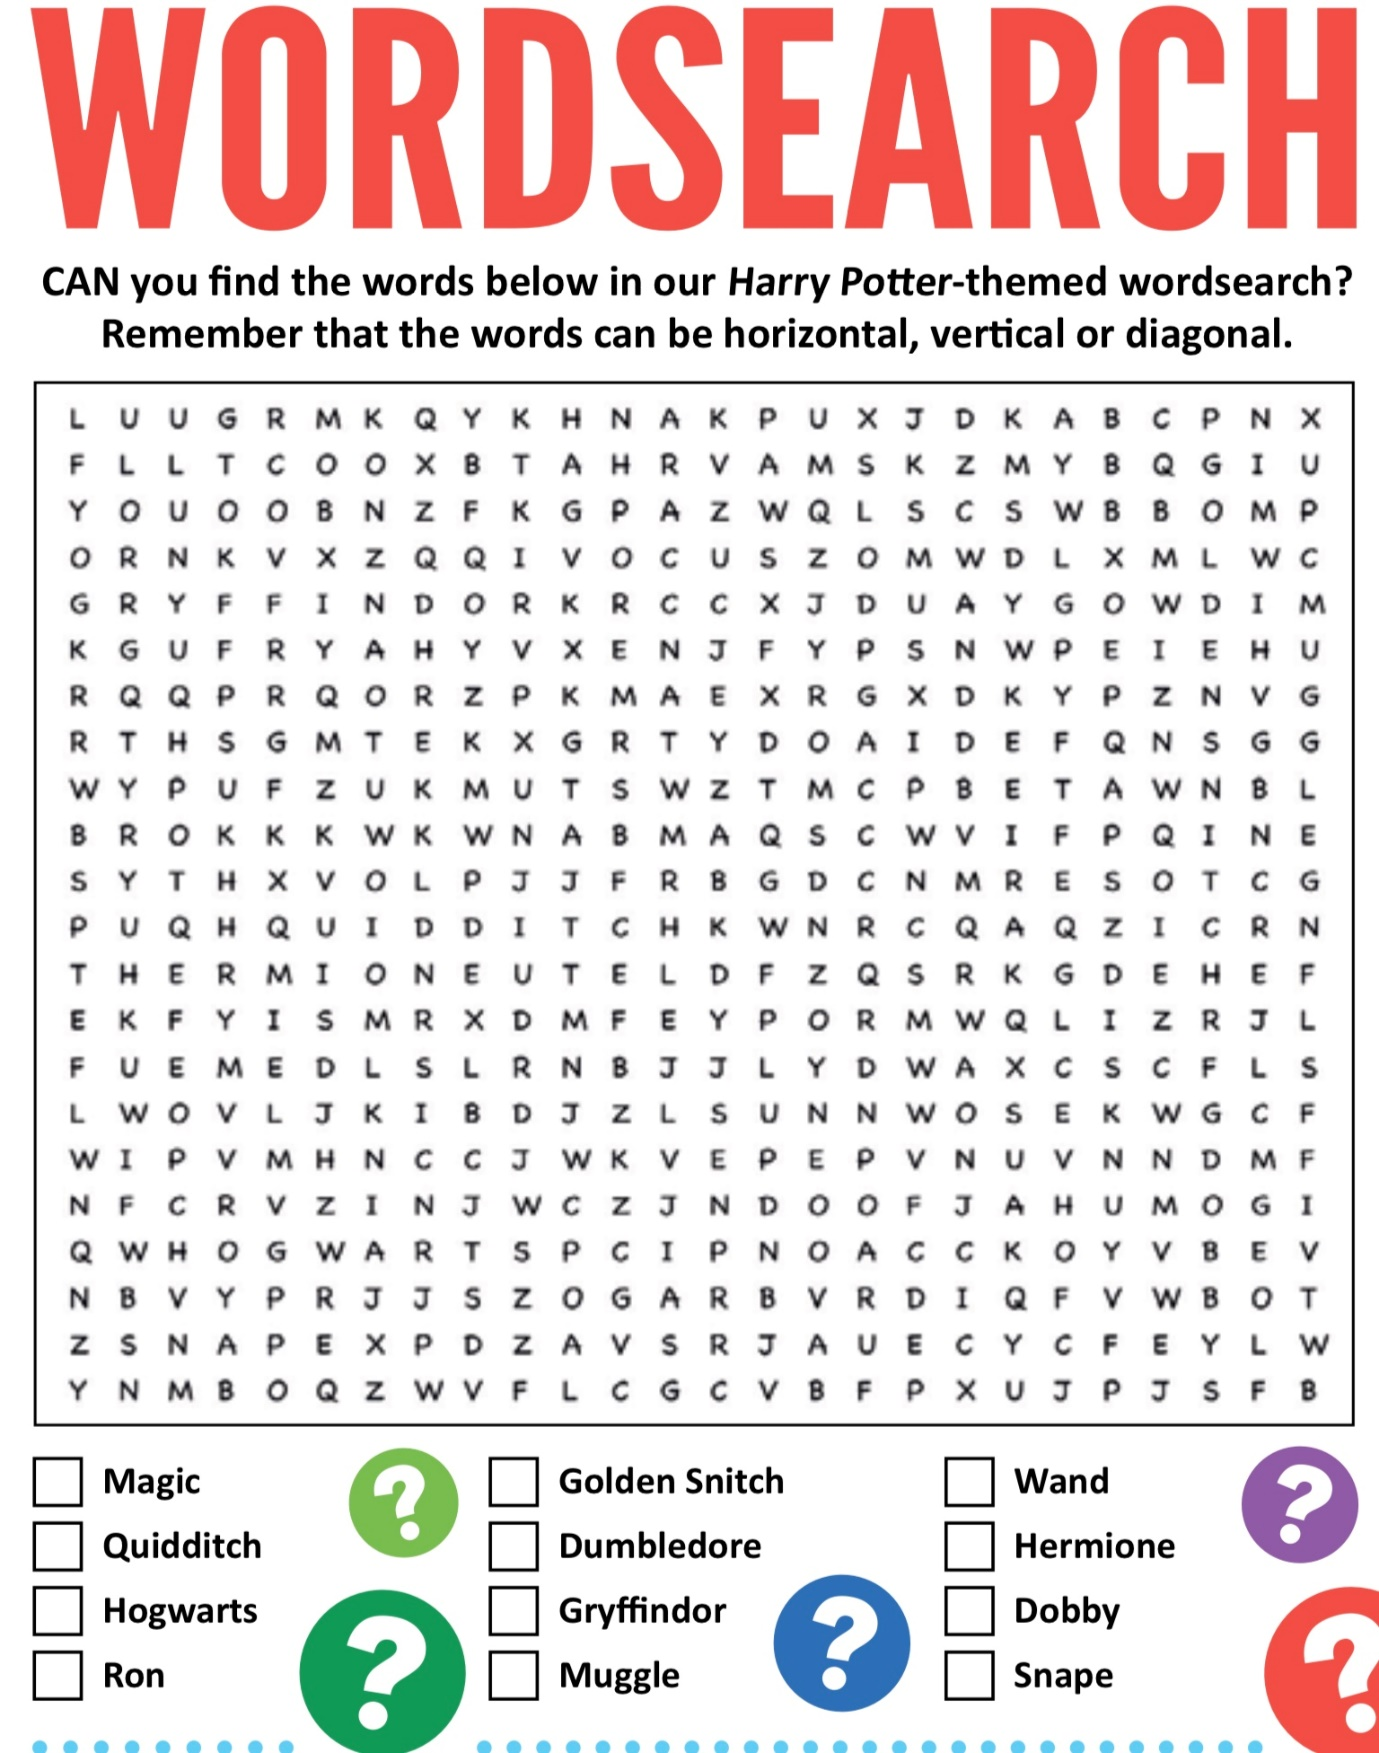 WORDSEARCH
CAN you find the words below in our Harry Potter-themed wordsearch?
Remember that the words can be horizontal, vertical or diagonal.
L U U G R M K Q Y K H N A K P U X J D K A B C P N X
F L L T C O O X B T A H R V A M S K Z M Y B Q G I U
Y O U O O B N Z F K G P A Z W Q L S C S W B B O M P
O R N K V X Z Q Q I V O C U S Z O M W D L X M L W C
G R Y F F I N D O R K R C C X J D U A Y G O W D I M
K G U F R Y A H Y V X E N J F Y P S N W P E I E H U
R Q Q P R Q O R Z P K M A E X R G X D K Y P Z N V G
R T H S G M T E K X G R T Y D O A I D E F Q N S G G
W Y P U F Z U K M U T S W Z T M C P B E T A W N B L
B R O K K K W K W N A B M A Q S C W V I F P Q I N E
S Y T H X V O L P J J F R B G D C N M R E S O T C G
P U Q H Q U I D D I T C H K W N R C Q A Q Z I C R N
T H E R M I O N E U T E L D F Z Q S R K G D E H E F
E K F Y I S M R X D M F E Y P O R M W Q L I Z R J L
F U E M E D L S L R N B J J L Y D W A X C S C F L S
L W O V L J K I B D J Z L S U N N W O S E K W G C F
W I P V M H N C C J W K V E P E P V N U V N N D M F
N F C R V Z I N J W C Z J N D O O F J A H U M O G I
Q W H O G W A R T S P C I P N O A C C K O Y V B E V
N B V Y P R J J S Z O G A R B V R D I Q F V W B O T
Z S N A P E X P D Z A V S R J A U E C Y C F E Y L W
Y N M B O Q Z W V F L C G C V B F P X U J P J S F B
Magic
Quidditch
Hogwarts
Ron
Golden Snitch
Dumbledore
Gryffindor
Muggle
Wand
Hermione
Dobby
Snape
?
?
?
?
?